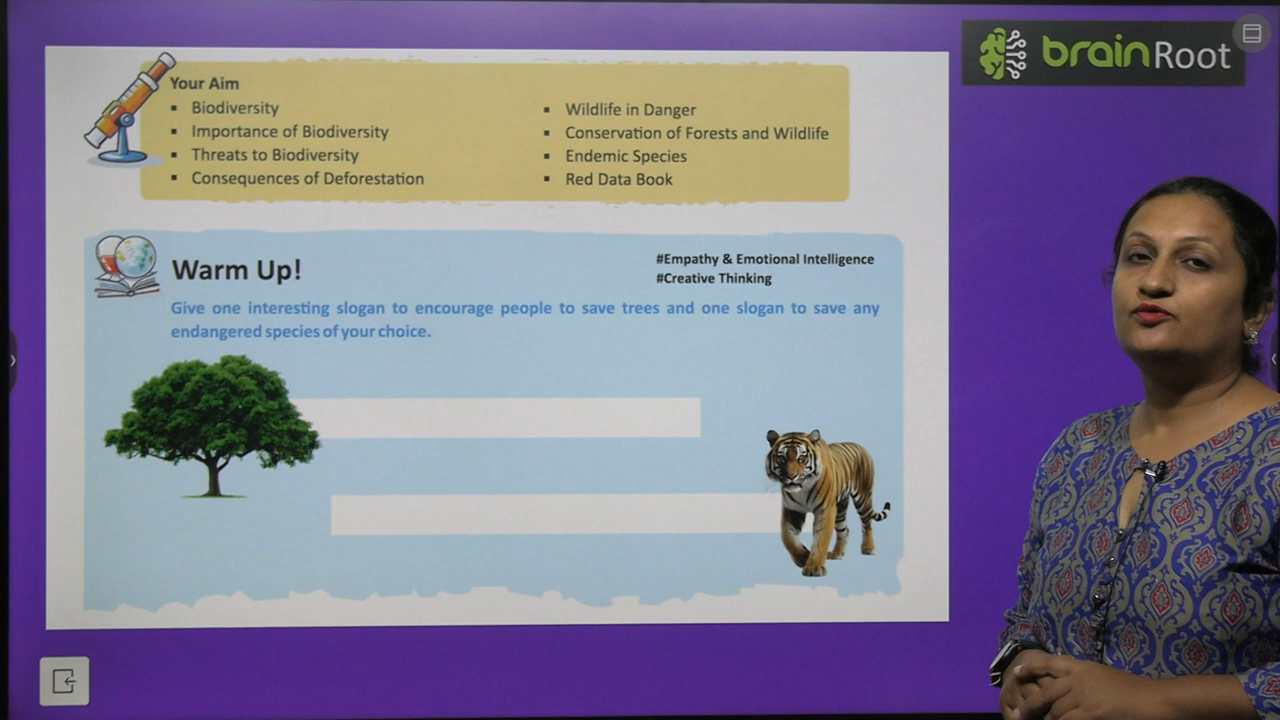 brainRoot
Your Aim
▪ Biodiversity
▪ Importance of Biodiversity
▪ Threats to Biodiversity
▪ Consequences of Deforestation
▪ Wildlife in Danger
▪ Conservation of Forests and Wildlife
▪ Endemic Species
▪ Red Data Book
Warm Up!
#Empathy & Emotional Intelligence
#Creative Thinking
Give one interesting slogan to encourage people to save trees and one slogan to save any
endangered species of your choice.